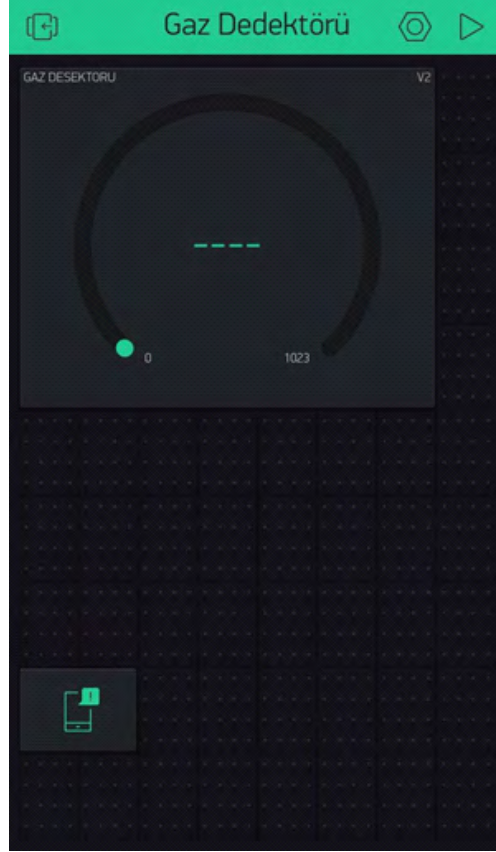 Gaz Dedektörü
GAZ DESEKTORU V2
----
0 1023